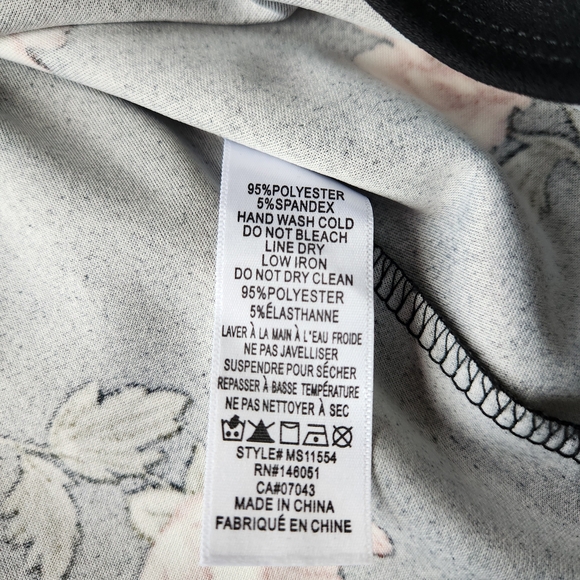 95%POLYESTER
5%SPANDEX
HAND WASH COLD
DO NOT BLEACH
LINE DRY
LOW IRON
DO NOT DRY CLEAN
95%POLYESTER
5%ÉLASTHANNE
LAVER À LA MAIN À L'EAU FROIDE
NE PAS JAVELLISER
SUSPENDRE POUR SÉCHER
REPASSER À BASSE TEMPÉRATURE
NE PAS NETTOYER À SEC
STYLE# MS11554
RN#146051
CA#07043
MADE IN CHINA
FABRIQUÉ EN CHINE